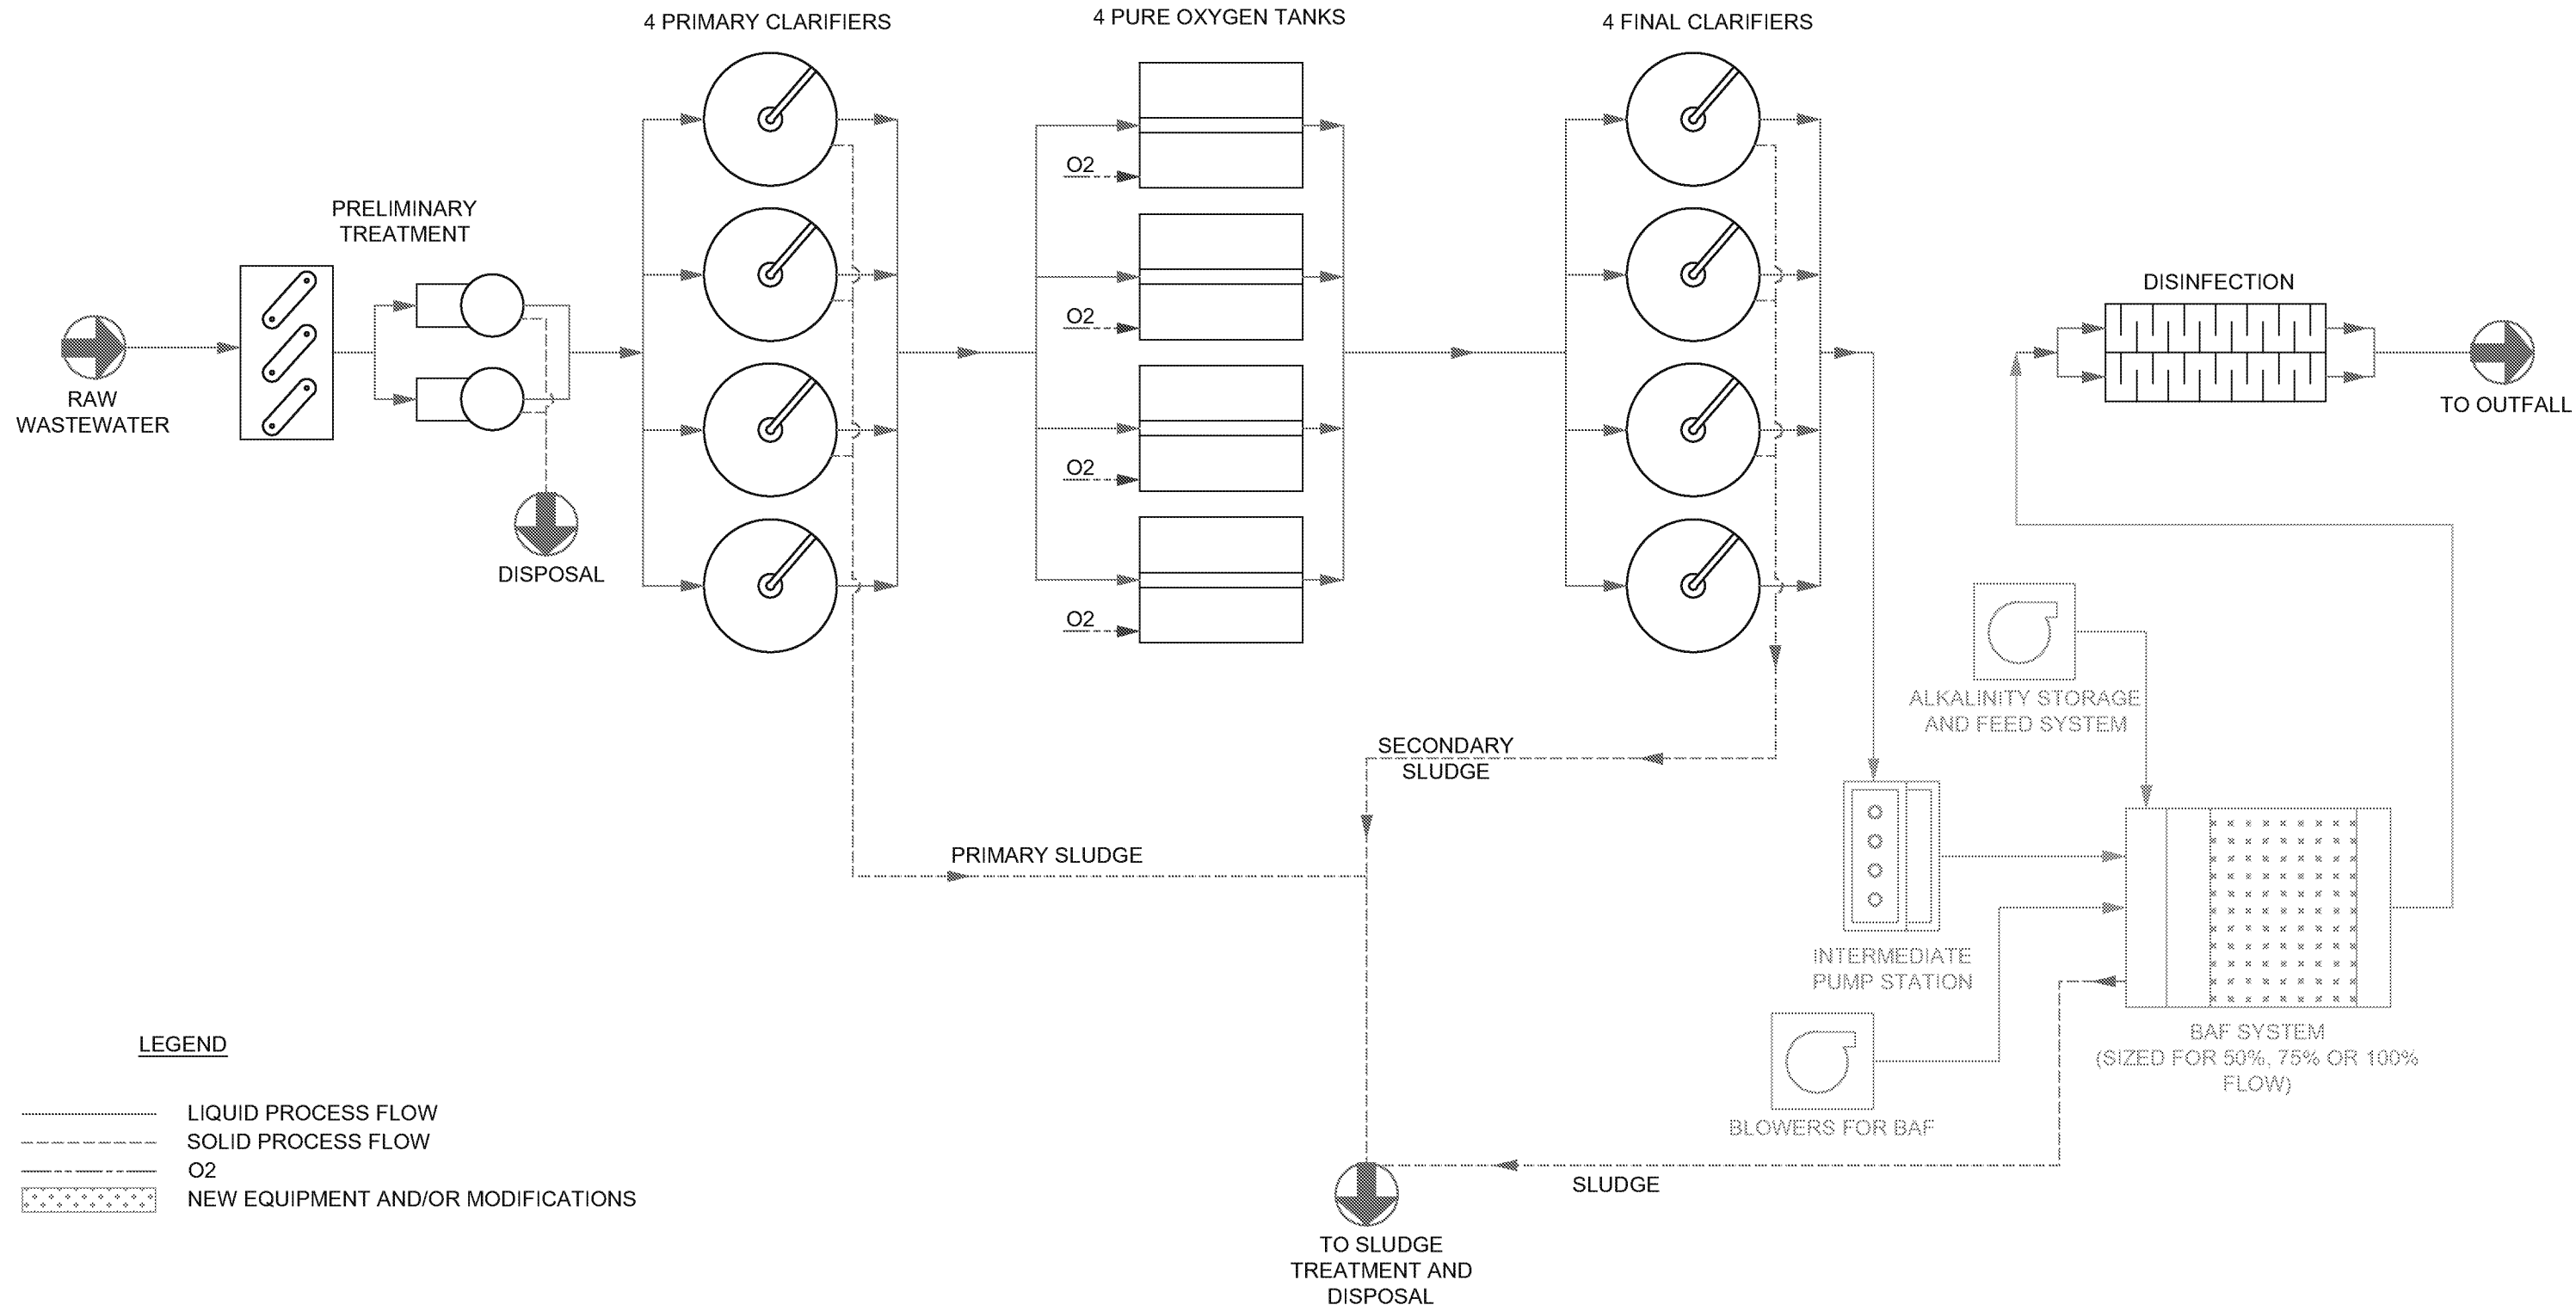 4 PRIMARY CLARIFIERS
4 PURE OXYGEN TANKS
4 FINAL CLARIFIERS
PRELIMINARY
TREATMENT
RAW
WASTEWATER
DISPOSAL
O2
O2
O2
O2
DISINFECTION
TO OUTFALL
ALKALINITY STORAGE
AND FEED SYSTEM
SECONDARY
SLUDGE
PRIMARY SLUDGE
INTERMEDIATE
PUMP STATION
BAF SYSTEM
(SIZED FOR 50%, 75% OR 100%
FLOW)
BLOWERS FOR BAF
SLUDGE
TO SLUDGE
TREATMENT AND
DISPOSAL
LEGEND
LIQUID PROCESS FLOW
SOLID PROCESS FLOW
O2
NEW EQUIPMENT AND/OR MODIFICATIONS